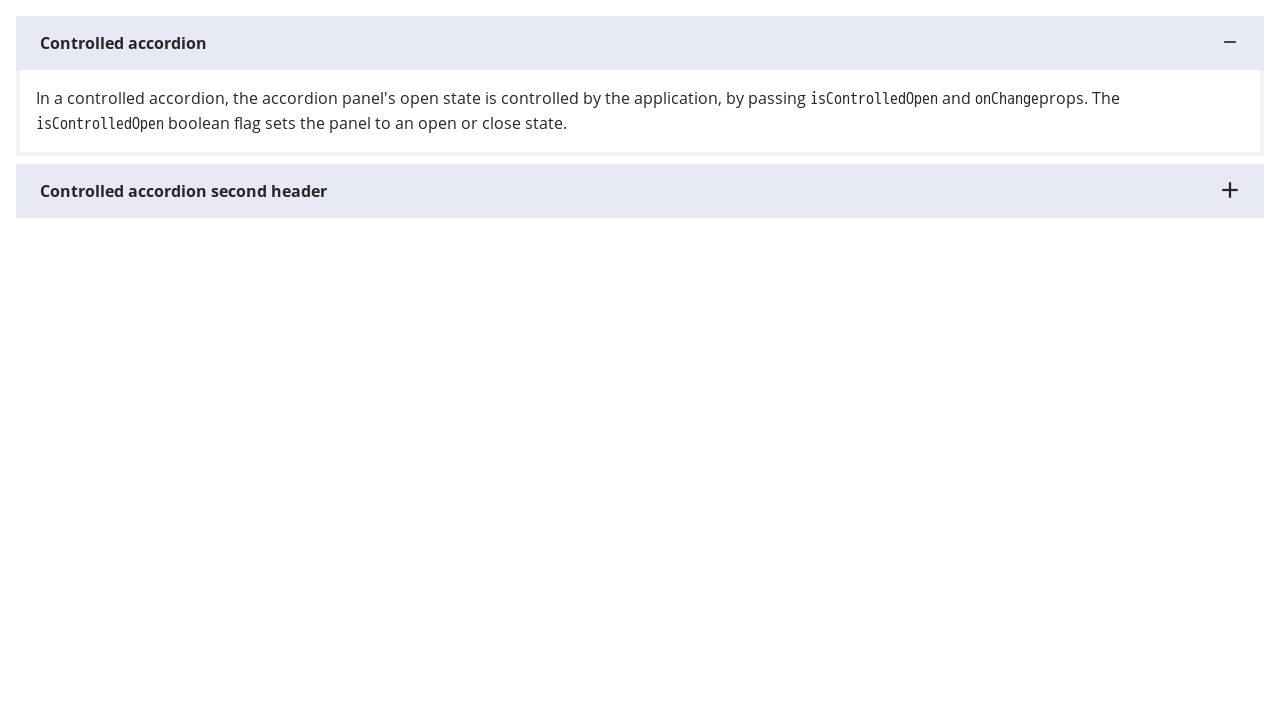 Controlled accordion
In a controlled accordion, the accordion panel's open state is controlled by the application, by passing isControlledOpen and onChangeprops. The
isControlledOpen boolean flag sets the panel to an open or close state.
Controlled accordion second header